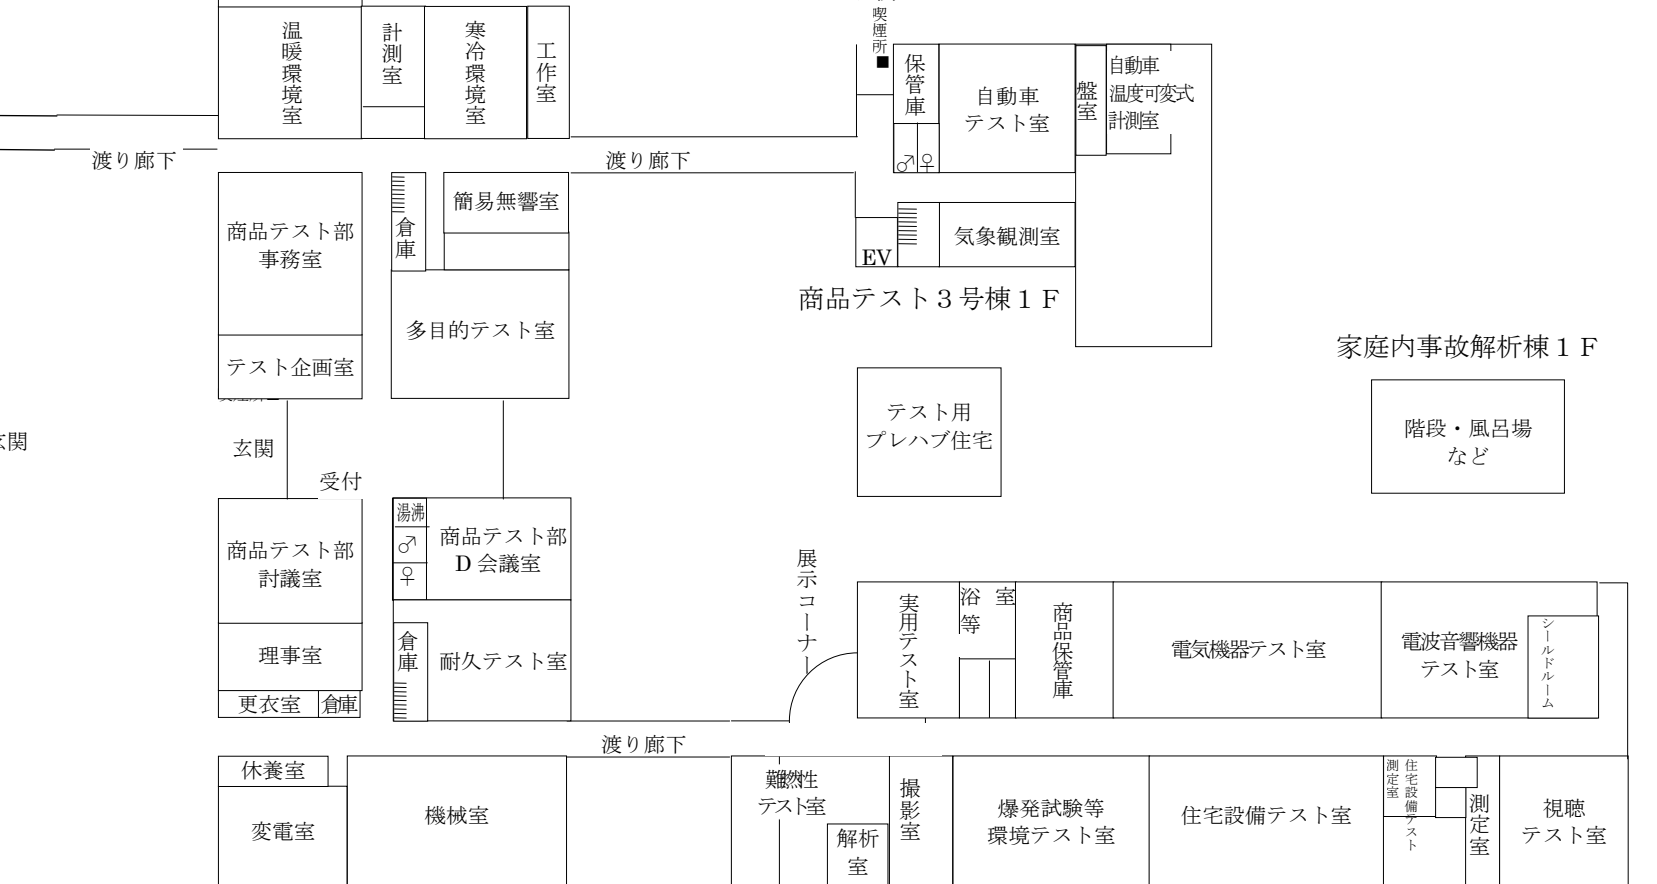 温暖環境室
計測室
寒冷環境室
工作室
喫煙所■
保管庫
♂♀
自動車
テスト室
盤室
自動車
温度可変式
計測室
渡り廊下
渡り廊下
商品テスト部
事務室
倉庫
簡易無響室
EV
気象観測室
商品テスト３号棟１Ｆ
多目的テスト室
テスト企画室
家庭内事故解析棟１Ｆ
テスト用
プレハブ住宅
階段・風呂場
など
玄関
玄関
受付
湯沸
♂
♀
商品テスト部
D 会議室
商品テスト部
討議室
理事室
更衣室
倉庫
倉庫
耐久テスト室
展示コーナー
実用テスト室
浴室
等
商品保管庫
電気機器テスト室
電波音響機器
テスト室
シールドルーム
渡り廊下
休養室
変電室
機械室
難燃性
テスト室
解析
室
撮影室
爆発試験等
環境テスト室
住宅設備テスト室
住宅設備テスト
測定室
測定室
視聴
テスト室